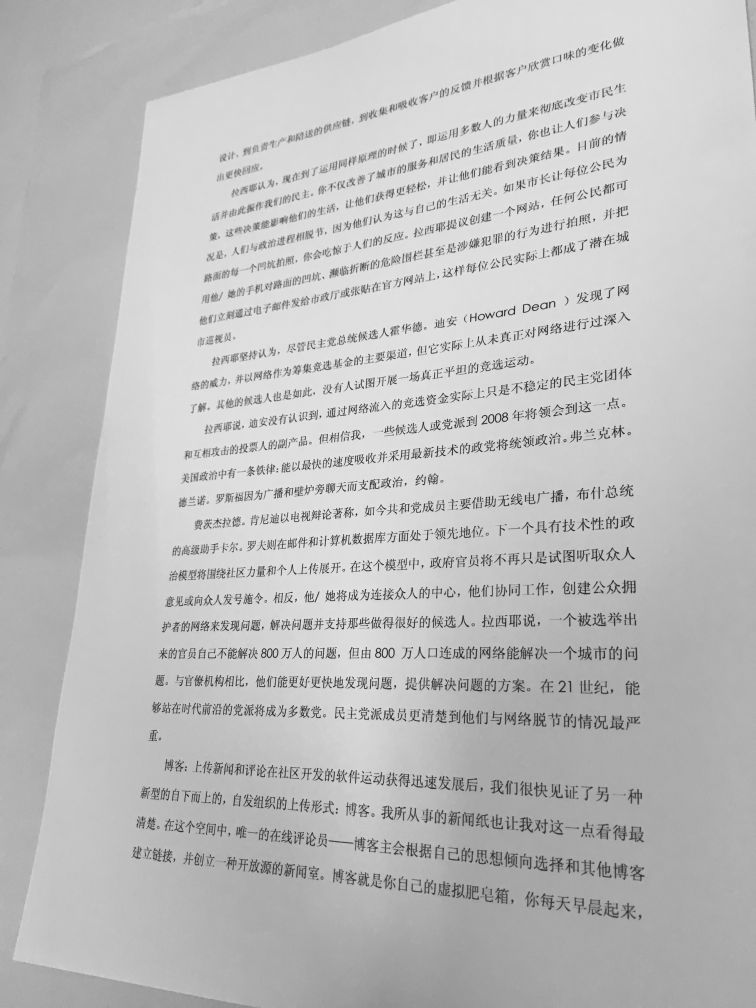 设计、到负责生产和陪送的供应链，到收集和吸收客户的反馈并根据客户欣赏口味的变化做
出更快回应。
拉西耶认为，现在到了运用同样原理的时候了，即运用多数人的力量来彻底改变市民生
活并由此操作我们的民主。你不仅改善了城市的服务和居民的生活质量，你也让人们参与决
策。这些决策能影响他们的生活，让他们获得更轻松，并让他们能看到决策结果。目前的情
况是，人们与政治进程相脱节，因为他们认为这与自己的生活无关。如果市长让每位公民为
路面的每一个凹坑拍照，你会吃惊于人们的反应。拉西耶提议创建一个网站，任何公民都可
用他/ 她的手机对路面的凹坑、濒临折断的危险围栏甚至是涉嫌犯罪的行为进行拍照，并把
他们立刻通过电子邮件发给市政厅或张贴在官方网站上，这样每位公民实际上都成了潜在城
市巡视员。
拉西耶坚持认为，尽管民主党总统候选人霍华德。迪安（Howard Dean ）发现了网
络的威力，并以网络作为筹集竞选基金的主要渠道，但它实际上从未真正对网络进行过深入
了解。其他的候选人也是如此，没有人试图开展一场真正平坦的竞选运动。
拉西耶说，迪安没有认识到，通过网络流入的竞选资金实际上只是不稳定的民主党团体
和互相攻击的投票人的副产品。但相信我，一些候选人或党派到 2008 年将领会到这一点。
美国政治中有一条铁律：能以最快的速度吸收并采用最新技术的政党将统领政治。弗兰克林。
德兰诺。罗斯福因为广播和壁炉旁聊天而支配政治，约翰。
费茨杰拉德。肯尼迪以电视辩论著称，如今共和党成员主要借助无线电广播，布什总统
的高级助手卡尔。罗夫则在邮件和计算机数据库方面处于领先地位。下一个具有技术性的政
治模型将围绕社区力量和个人上传展开。在这个模型中，政府官员将不再只是试图听取众人
意见或向众人发号施令。相反，他/ 她将成为连接众人的中心，他们协同工作，创建公众拥
护者的网络来发现问题，解决问题并支持那些做得很好的候选人。拉西耶说，一个被选举出
来的官员自己不能解决 800 万人的问题，但由 800 万人口连成的网络能解决一个城市的问
题。与官僚机构相比，他们能更好更快地发现问题，提供解决问题的方案。在 21 世纪，能
够站在时代前沿的党派将成为多数党。民主党派成员更清楚到他们与网络脱节的情况最严
重。
博客：上传新闻和评论在社区开发的软件运动获得迅速发展后，我们很快见证了另一种
新型的自下而上的，自发组织的上传形式：博客。我所从事的新闻纸也让我对这一点看得最
清楚。在这个空间中，唯一的在线评论员——博客主会根据自己的思想倾向选择和其他博客
建立链接，并创立一种开放源的新闻室。博客就是你自己的虚拟肥皂箱，你每天早晨起来，